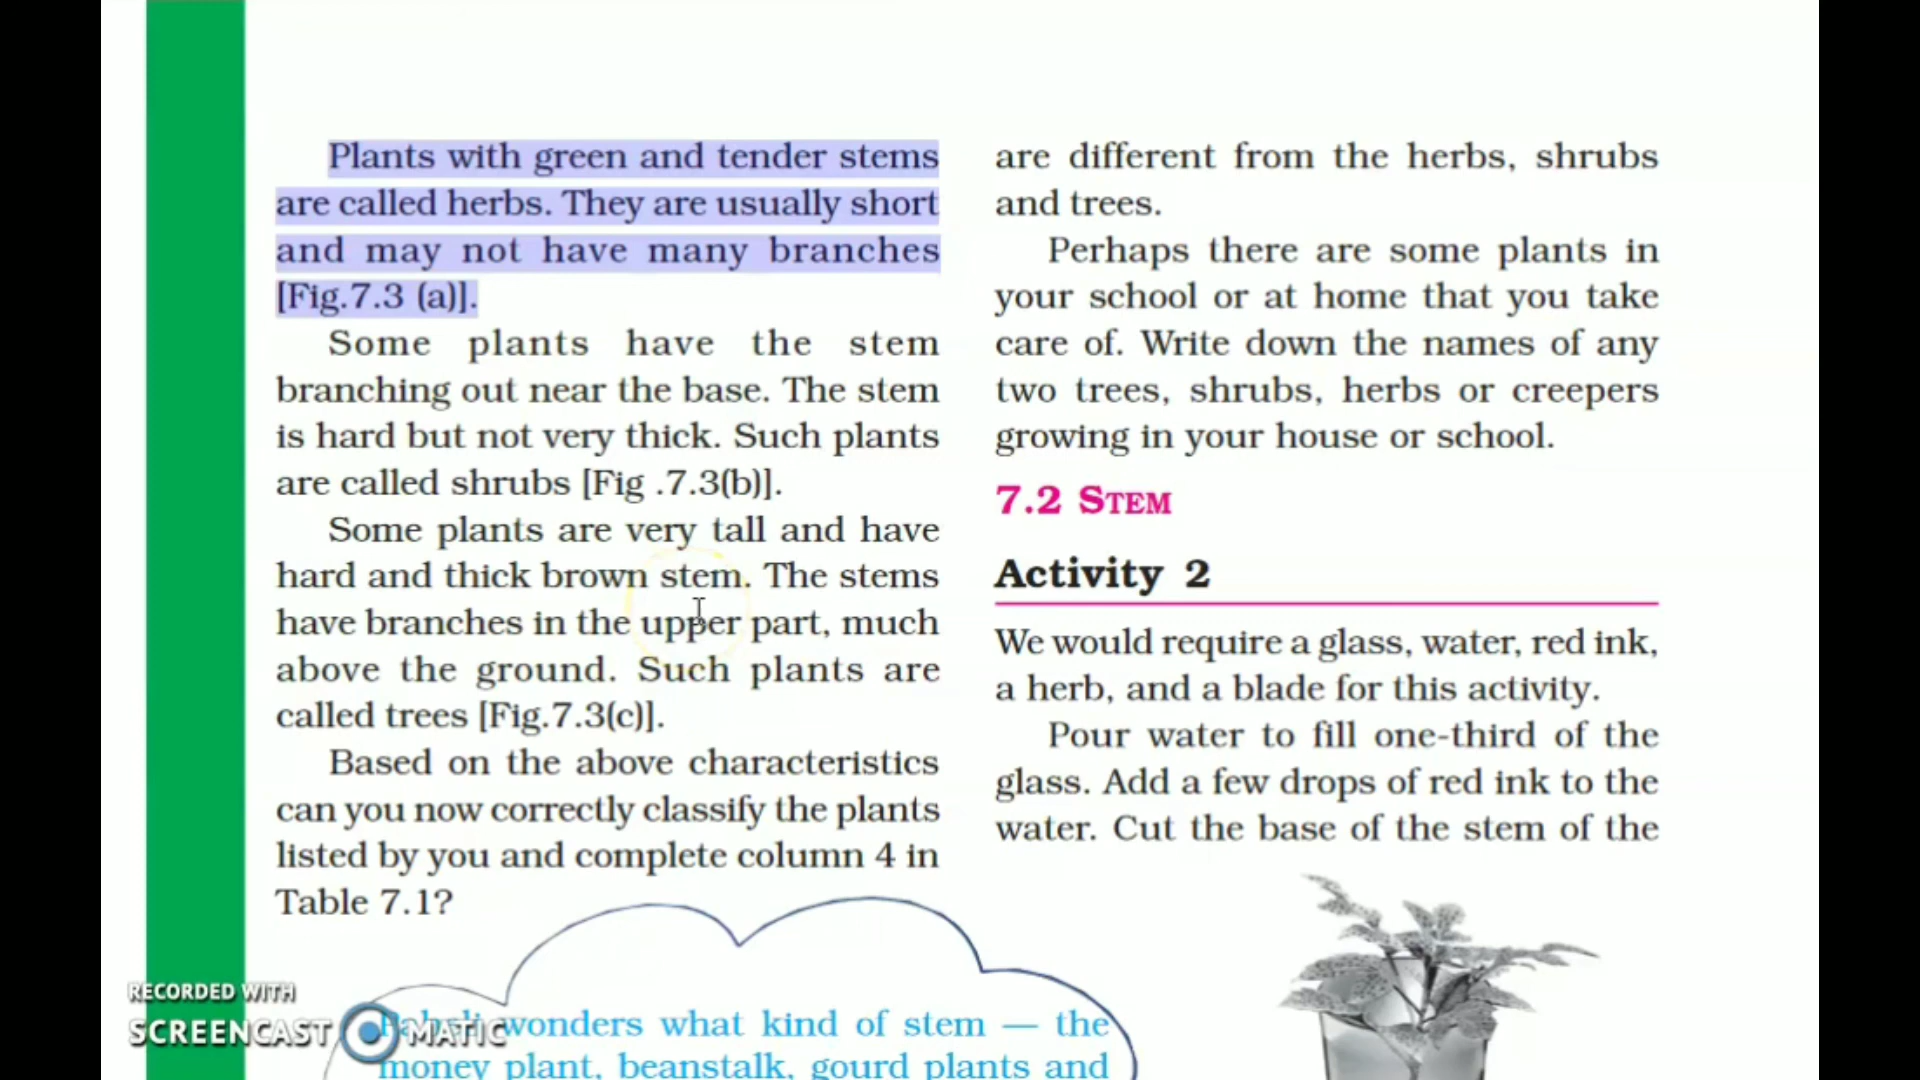 Plants with green and tender stems
are called herbs. They are usually short
and may not have many branches
[Fig.7.3 (a)].
Some plants have the stem
branching out near the base. The stem
is hard but not very thick. Such plants
are called shrubs [Fig .7.3(b)].
Some plants are very tall and have
hard and thick brown stem. The stems
have branches in the upper part, much
above the ground. Such plants are
called trees [Fig.7.3(c)].
Based on the above characteristics
can you now correctly classify the plants
listed by you and complete column 4 in
Table 7.1?
wonders what kind of stem — the
money plant, beanstalk, gourd plants and
are different from the herbs, shrubs
and trees.
Perhaps there are some plants in
your school or at home that you take
care of. Write down the names of any
two trees, shrubs, herbs or creepers
growing in your house or school.
7.2 STEM
Activity 2
We would require a glass, water, red ink,
a herb, and a blade for this activity.
Pour water to fill one-third of the
glass. Add a few drops of red ink to the
water. Cut the base of the stem of the
RECORDED WITH
SCREENCAST MATIC